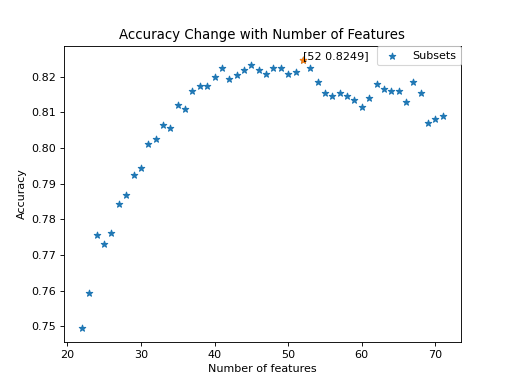 Accuracy Change with Number of Features
[52 0.8249]
Subsets
0.82
0.81
0.80
0.79
0.78
0.77
0.76
0.75
Accuracy
20 30 40 50 60 70
Number of features